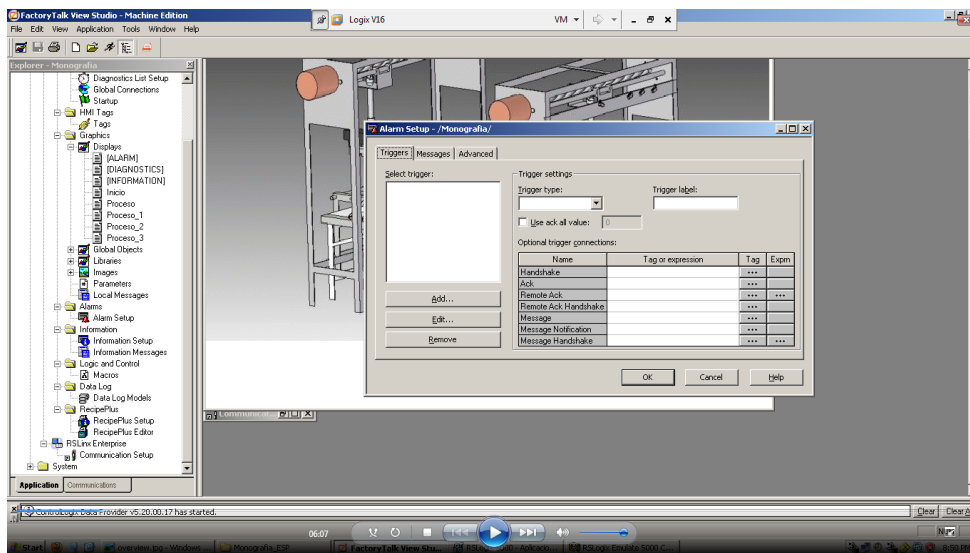 FactoryTalk View Studio - Machine Edition
Logix V16
VM
File Edit View Application Tools Window Help
Explorer - Monografia
Diagnostics List Setup
Global Connections
Startup
HMI Tags
Tags
Graphics
Displays
[ALARM]
[DIAGNOSTICS]
[INFORMATION]
Inicio
Proceso
Proceso_1
Proceso_2
Proceso_3
Global Objects
Libraries
Images
Parameters
Local Messages
Alarms
Alarm Setup
Information
Information Setup
Information Messages
Logic and Control
Macros
Data Log
Data Log Models
RecipePlus
RecipePlus Setup
RecipePlus Editor
RSLinx Enterprise
Communication Setup
System
Application Communications
Alarm Setup - /Monografia/
Triggers Messages Advanced
Select trigger:
Add...
Edit...
Remove
Trigger settings
Trigger type: Trigger label:
Use ack all value: 0
Optional trigger connections:
Name Tag or expression Tag Exprn
Handshake ...
Ack ...
Remote Ack ... ...
Remote Ack Handshake ...
Message ...
Message Notification ...
Message Handshake ... ...
OK Cancel Help
Communicat...
ControlLogix Data Provider v5.20.00.17 has started.
Clear
06:07
Start overview.jpg - Windows Monografia_ESP FactoryTalk View Stu...